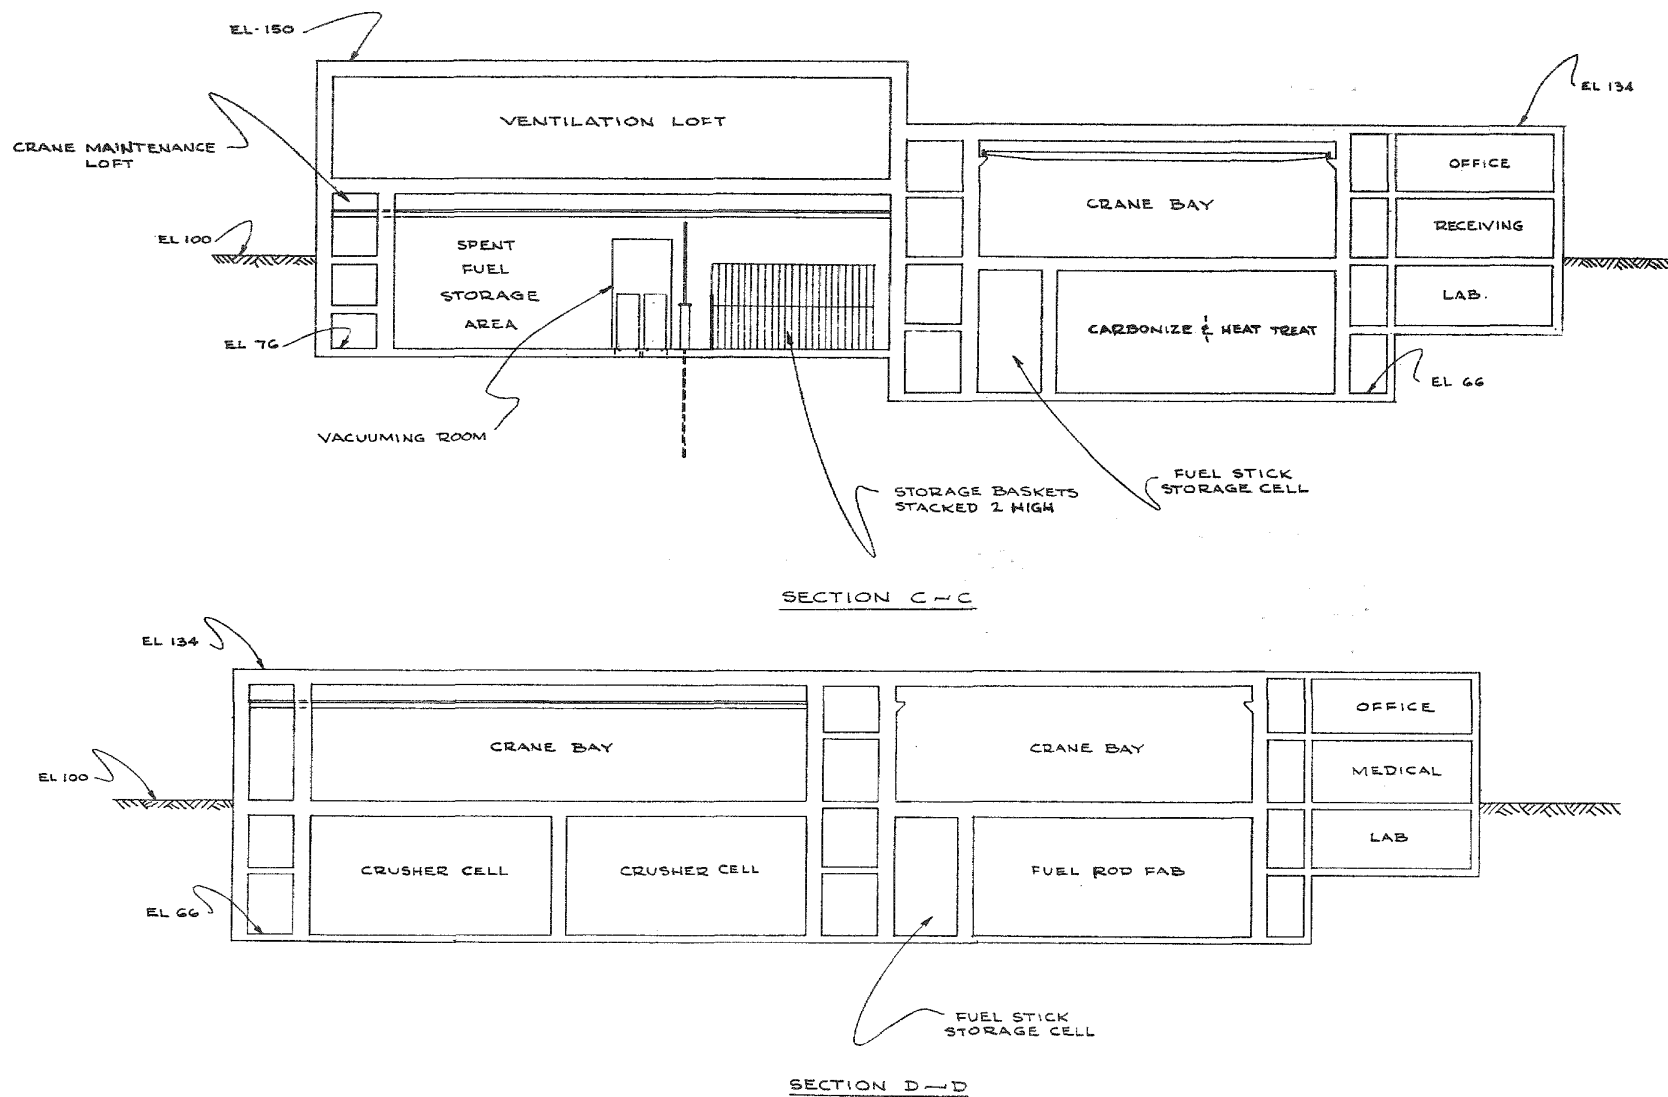 EL-150
EL 134
CRANE MAINTENANCE
LOFT
VENTILATION LOFT
OFFICE
CRANE BAY
RECEIVING
EL 100
SPENT
FUEL
STORAGE
AREA
LAB.
CARBONIZE & HEAT TREAT
EL 76
EL 66
VACUUMING ROOM
FUEL STICK
STORAGE CELL
STORAGE BASKETS
STACKED 2 HIGH
SECTION C-C
EL 134
OFFICE
CRANE BAY
CRANE BAY
EL 100
MEDICAL
LAB
CRUSHER CELL
CRUSHER CELL
FUEL ROD FAB
EL 66
FUEL STICK
STORAGE CELL
SECTION D-D